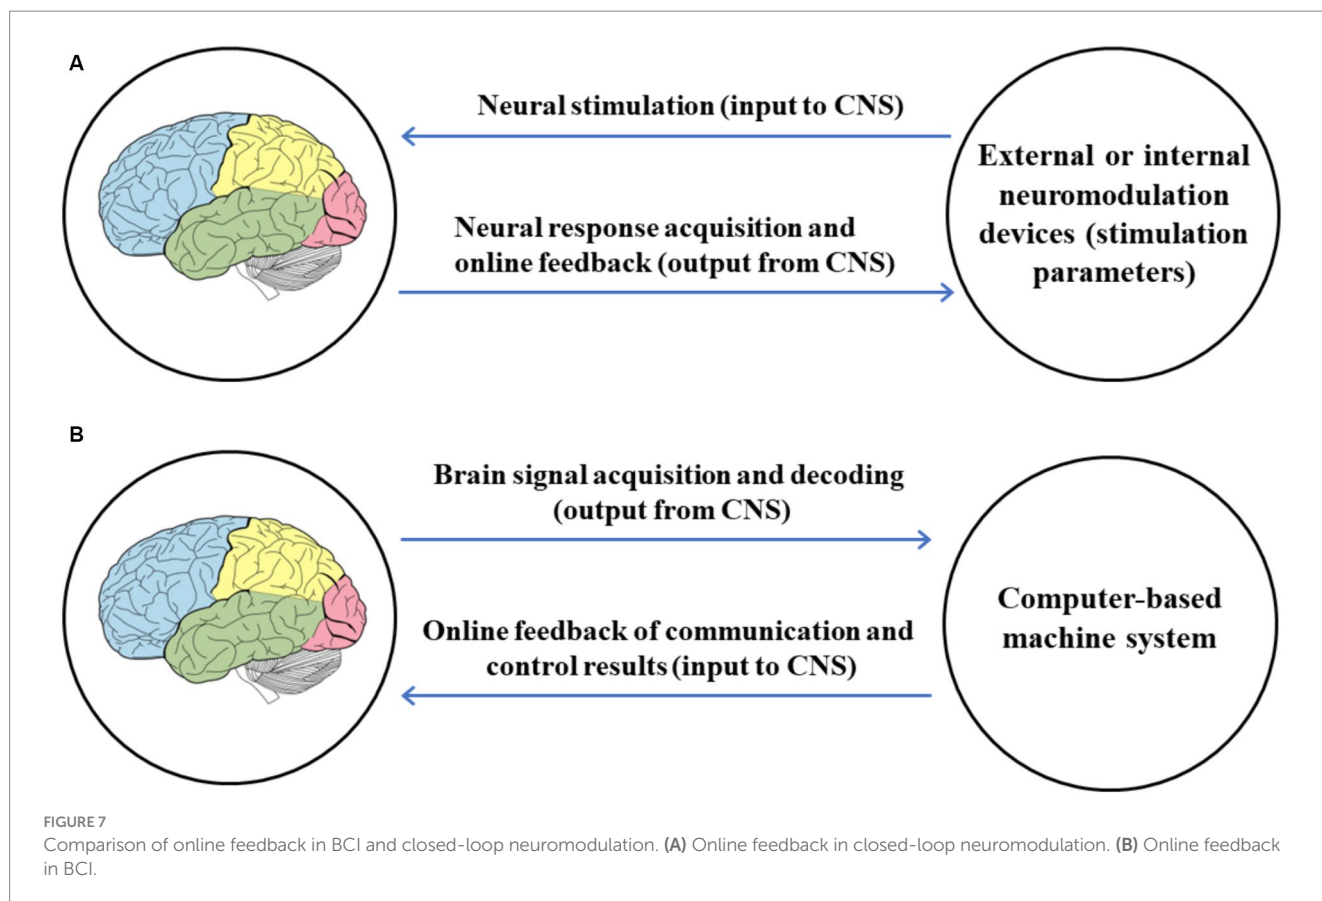 A
Neural stimulation (input to CNS)
Neural response acquisition and
online feedback (output from CNS)
External or internal
neuromodulation
devices (stimulation
parameters)
B
Brain signal acquisition and decoding
(output from CNS)
Online feedback of communication and
control results (input to CNS)
Computer-based
machine system
FIGURE 7
Comparison of online feedback in BCI and closed-loop neuromodulation. (A) Online feedback in closed-loop neuromodulation. (B) Online feedback
in BCI.